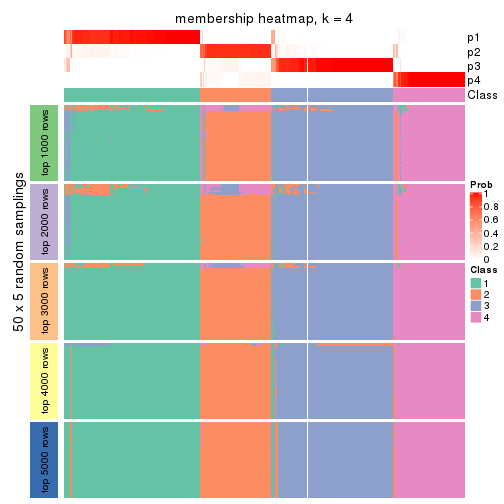 membership heatmap, k = 4
p1
p2
p3
p4
Class
50 x 5 random samplings
top 1000 rows
top 2000 rows
top 3000 rows
top 4000 rows
top 5000 rows
Prob
1
0.8
0.6
0.4
0.2
0
Class
1
2
3
4